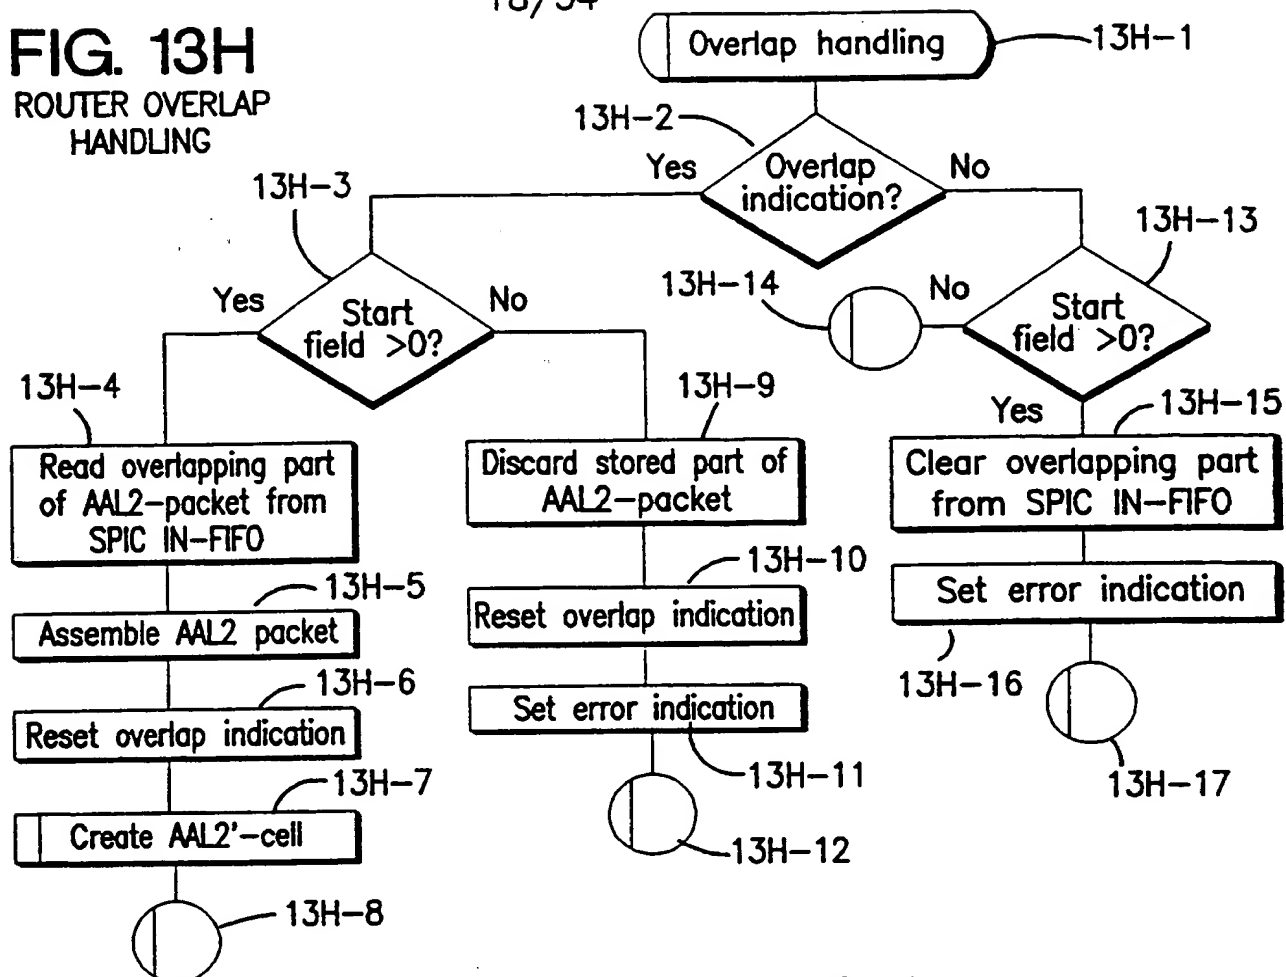 18/34
FIG. 13H
ROUTER OVERLAP
HANDLING
Overlap handling
13H-1
13H-2
Yes
Overlap
indication?
No
13H-3
Yes
Start
field >0?
No
13H-13
13H-14
No
Start
field >0?
Yes
13H-4
Read overlapping part
of AAL2-packet from
SPIC IN-FIFO
13H-5
Assemble AAL2 packet
13H-6
Reset overlap indication
13H-7
Create AAL2'-cell
13H-8
13H-9
Discard stored part of
AAL2-packet
13H-10
Reset overlap indication
Set error indication
13H-11
13H-12
13H-15
Clear overlapping part
from SPIC IN-FIFO
Set error indication
13H-16
13H-17